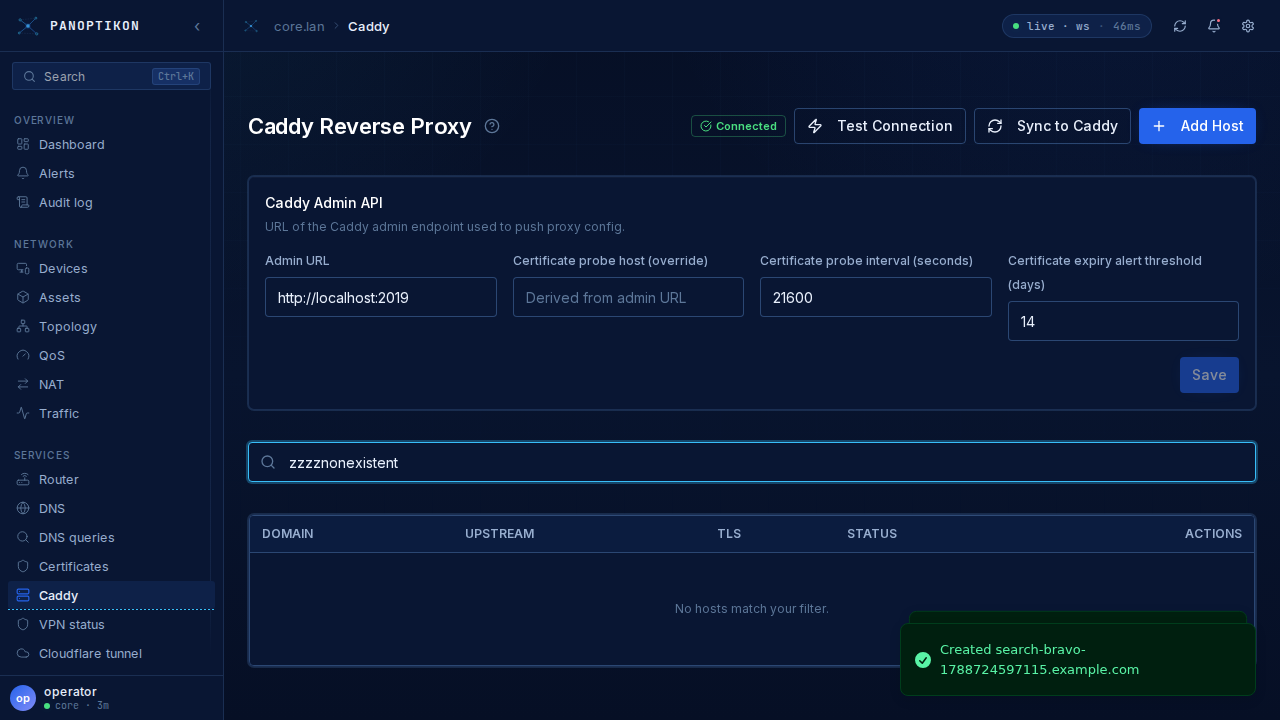 PANOPTIKON
core.lan
Caddy
live · ws · 46ms
Search
Ctrl+K
OVERVIEW
Dashboard
Alerts
Audit log
NETWORK
Devices
Assets
Topology
QoS
NAT
Traffic
SERVICES
Router
DNS
DNS queries
Certificates
Caddy
VPN status
Cloudflare tunnel
op
operator
core · 3m
Caddy Reverse Proxy
Connected
Test Connection
Sync to Caddy
Add Host
Caddy Admin API
URL of the Caddy admin endpoint used to push proxy config.
Admin URL
http://localhost:2019
Certificate probe host (override)
Derived from admin URL
Certificate probe interval (seconds)
21600
Certificate expiry alert threshold
(days)
14
Save
zzzznonexistent
DOMAIN UPSTREAM TLS STATUS ACTIONS
No hosts match your filter.
Created search-bravo-
1788724597115.example.com